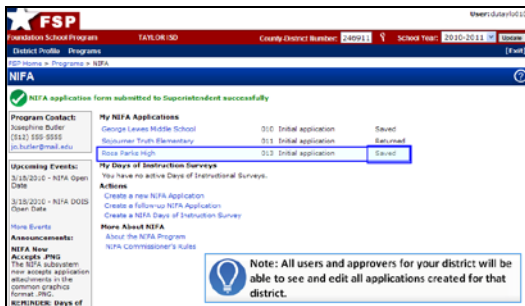 User: dutaylo01
FSP
Foundation School Program
TAYLOR ISD
County-District Number: 246911
School Year: 2010-2011
Update
District Profile Programs
[Exit]
FSP Home > Programs > NIFA
NIFA
NIFA application form submitted to Superintendent successfully
Program Contact:
Josephine Butler
(512) 555-5555
jo.butler@mail.edu
Upcoming Events:
3/18/2010 - NIFA Open Date
3/15/2010 - NIFA DOIS Open Date
More Events
Announcements:
NIFA Now Accepts .PNG
The NIFA subsystem now accepts application attachments in the common graphics format .PNG.
REMINDER: Days of
My NIFA Applications
George Lewes Middle School 010 Initial application Saved
Sojourner Truth Elementary 011 Initial application Returned
Rosa Parks High 013 Initial application Saved
My Days of Instruction Surveys
You have no active Days of Instructional Surveys.
Actions
Create a new NIFA Application
Create a follow-up NIFA Application
Create a NIFA Days of Instruction Survey
More About NIFA
About the NIFA Program
NIFA Commissioner's Rules
Note: All users and approvers for your district will
able to see and edit all applications created for that
district.